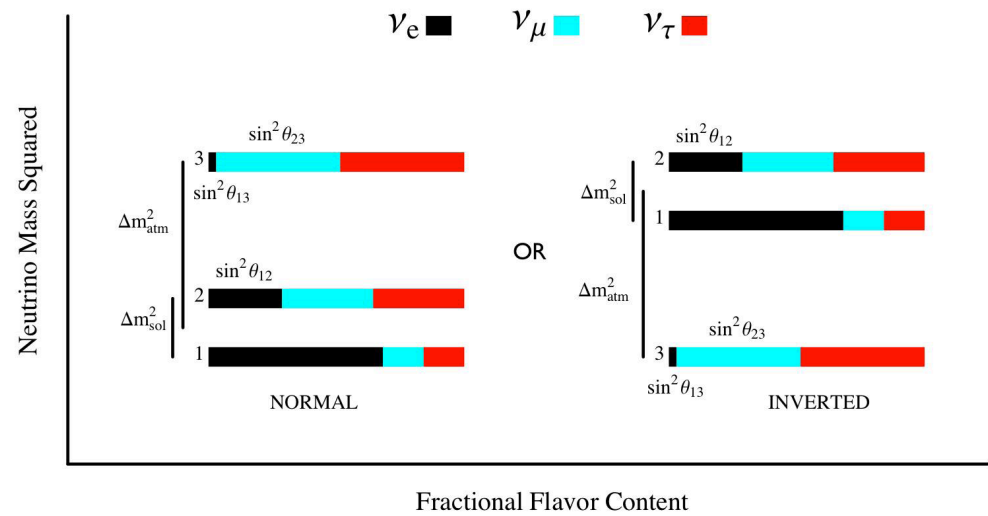 νe νμ ντ
Neutrino Mass Squared
sin²θ₂₃
3
sin²θ₁₃
Δm²atm
sin²θ₁₂
2
Δm²sol
1
NORMAL
OR
sin²θ₁₂
2
Δm²sol
1
Δm²atm
sin²θ₂₃
3
sin²θ₁₃
INVERTED
Fractional Flavor Content